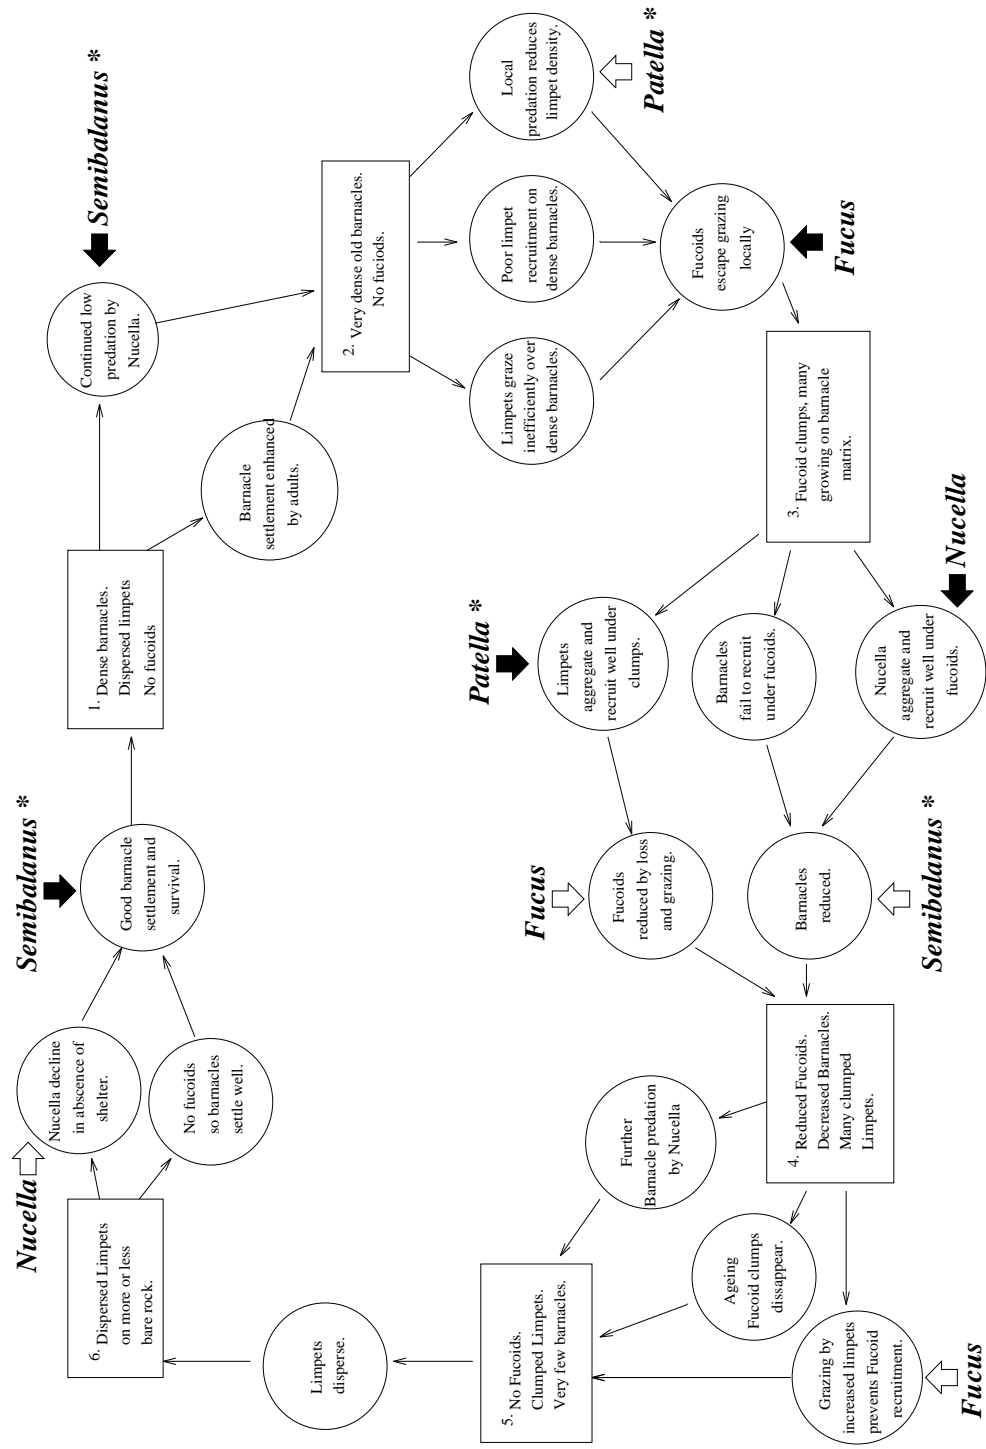 Nucella
Nucella decline
in abscence of
shelter.
No fucoids
so barnacles
settle well.
6. Dispersed Limpets
on more or less
bare rock.
Semibalanus *
Good barnacle
settlement and
survival.
1. Dense barnacles.
Dispersed limpets
No fucoids
Semibalanus *
Continued low
predation by
Nucella.
Barnacle
settlement enhanced
by adults.
2. Very dense old barnacles.
No fuciods.
Limpets graze
inefficiently over
dense barnacles.
Poor limpet
recruitment on
dense barnacles.
Local
predation reduces
limpet density.
Patella *
Fucoids
escape grazing
locally
Fucus
3. Fucoid clumps, many
growing on barnacle
matrix.
Patella *
Limpets
aggregate and
recruit well under
clumps.
Barnacles
fail to recruit
under fucoids.
Nucella
aggregate and
recruit well under
fucoids.
Nucella
Fucus
Fucoids
reduced by loss
and grazing.
Barnacles
reduced.
Semibalanus *
4. Reduced Fucoids.
Decreased Barnacles.
Many clumped
Limpets.
Further
Barnacle predation
by Nucella
Ageing
Fucoid clumps
dissappear.
Grazing by
increased limpets
prevents Fucoid
recruitment.
Fucus
5. No Fucoids.
Clumped Limpets.
Very few barnacles.
Limpets
disperse.